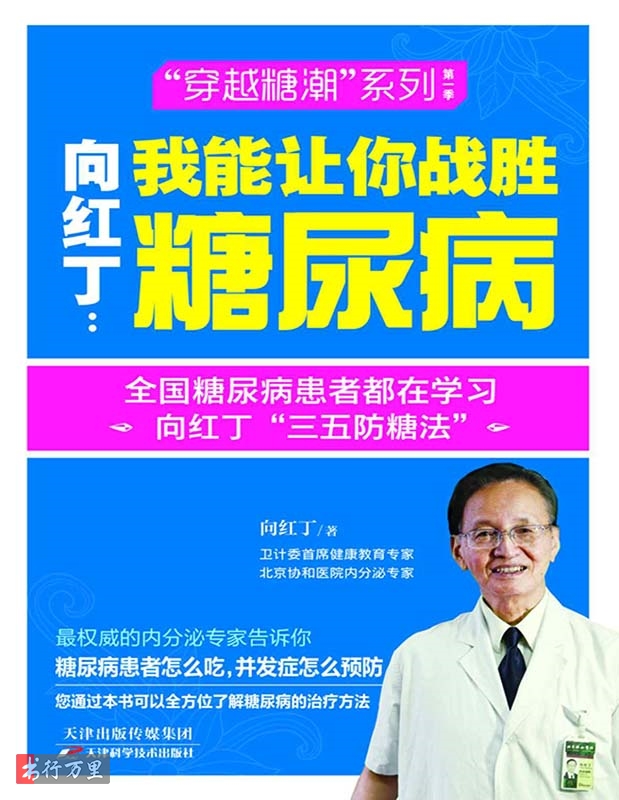 “穿越糖潮”系列 第一季
向红丁：
我能让你战胜
糖尿病
全国糖尿病患者都在学习
向红丁“三五防糖法”
向红丁/著
卫计委首席健康教育专家
北京协和医院内分泌专家
最权威的内分泌专家告诉你
糖尿病患者怎么吃，并发症怎么预防
您通过本书可以全方位了解糖尿病的治疗方法
天津出版传媒集团
天津科学技术出版社
书行万里